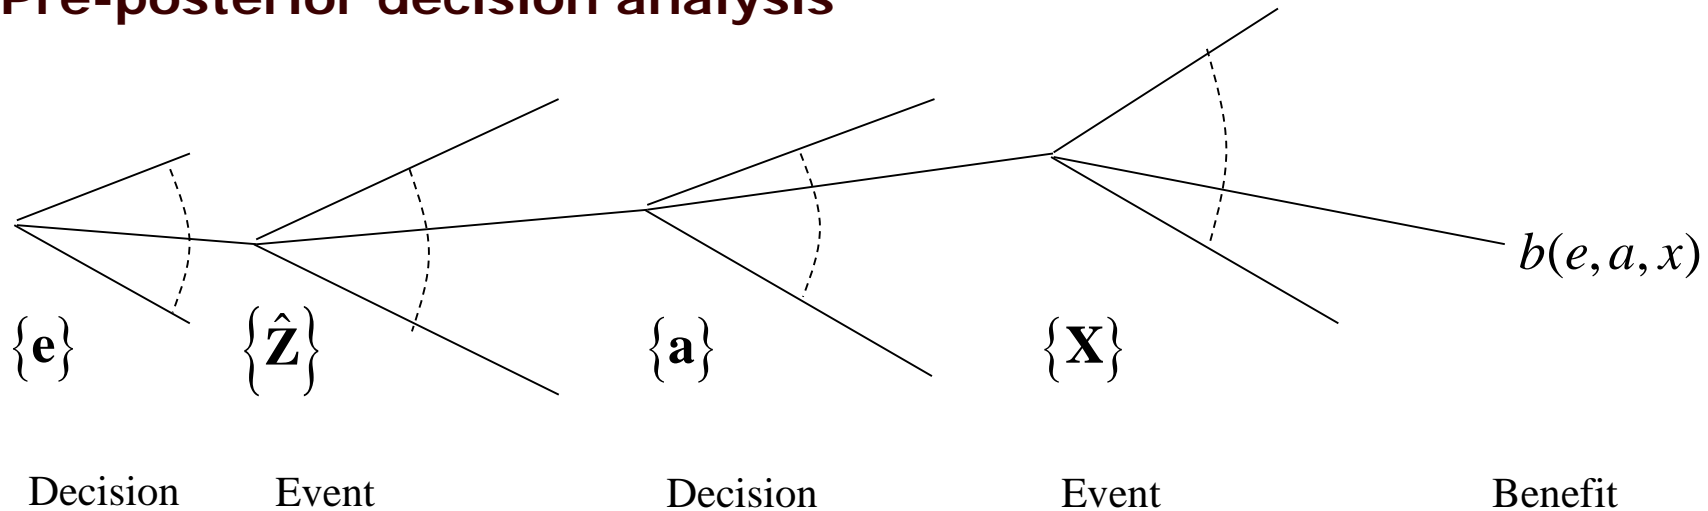 Pre-posterior decision analysis
b(e, a, x)
{e} {Ẑ} {a} {X}
Decision Event Decision Event Benefit